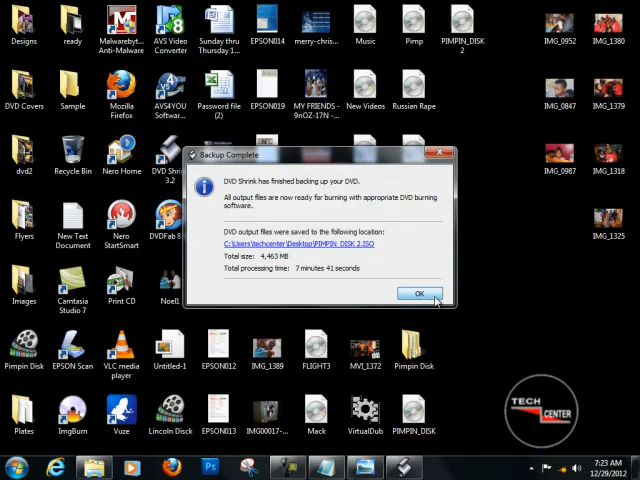 Designs
ready
Malwarebyt...
Anti-Malware
AVS Video
Converter
Sunday thru
Thursday 1...
EPSON014
merry-chris...
Music
Pimp
PIMPIN_DISK
2
IMG_0952
IMG_1380
DVD Covers
Sample
Mozilla
Firefox
AVS4YOU
Softwar...
Password file
(2)
EPSON019
MY FRIENDS -
9nOZ-17N -...
New Videos
Russian Rape
IMG_0847
IMG_1379
dvd2
Recycle Bin
Nero Home
DVD Shrink
3.2
IMG_0987
IMG_1318
Backup Complete
DVD Shrink has finished backing up your DVD.
All output files are now ready for burning with appropriate DVD burning
software.
DVD output files were saved to the following location:
C:\Users\techcenter\Desktop\PIMPIN_DISK 2.ISO
Total size: 4,463 MB
Total processing time: 7 minutes 41 seconds
OK
Flyers
New Text
Document
Nero
StartSmart
DVDFab 8
IMG_1325
Images
Camtasia
Studio 7
Print CD
Noel1
Pimpin Disk
EPSON Scan
VLC media
player
Untitled-1
EPSON012
IMG_1389
FLIGHT3
MVI_1372
Pimpin Disk
Plates
ImgBurn
Vuze
Lincoln Disck
EPSON013
IMG00017-...
Mack
VirtualDub
PIMPIN_DISK
TECH
CENTER
Ps
7:23 AM
12/29/2012